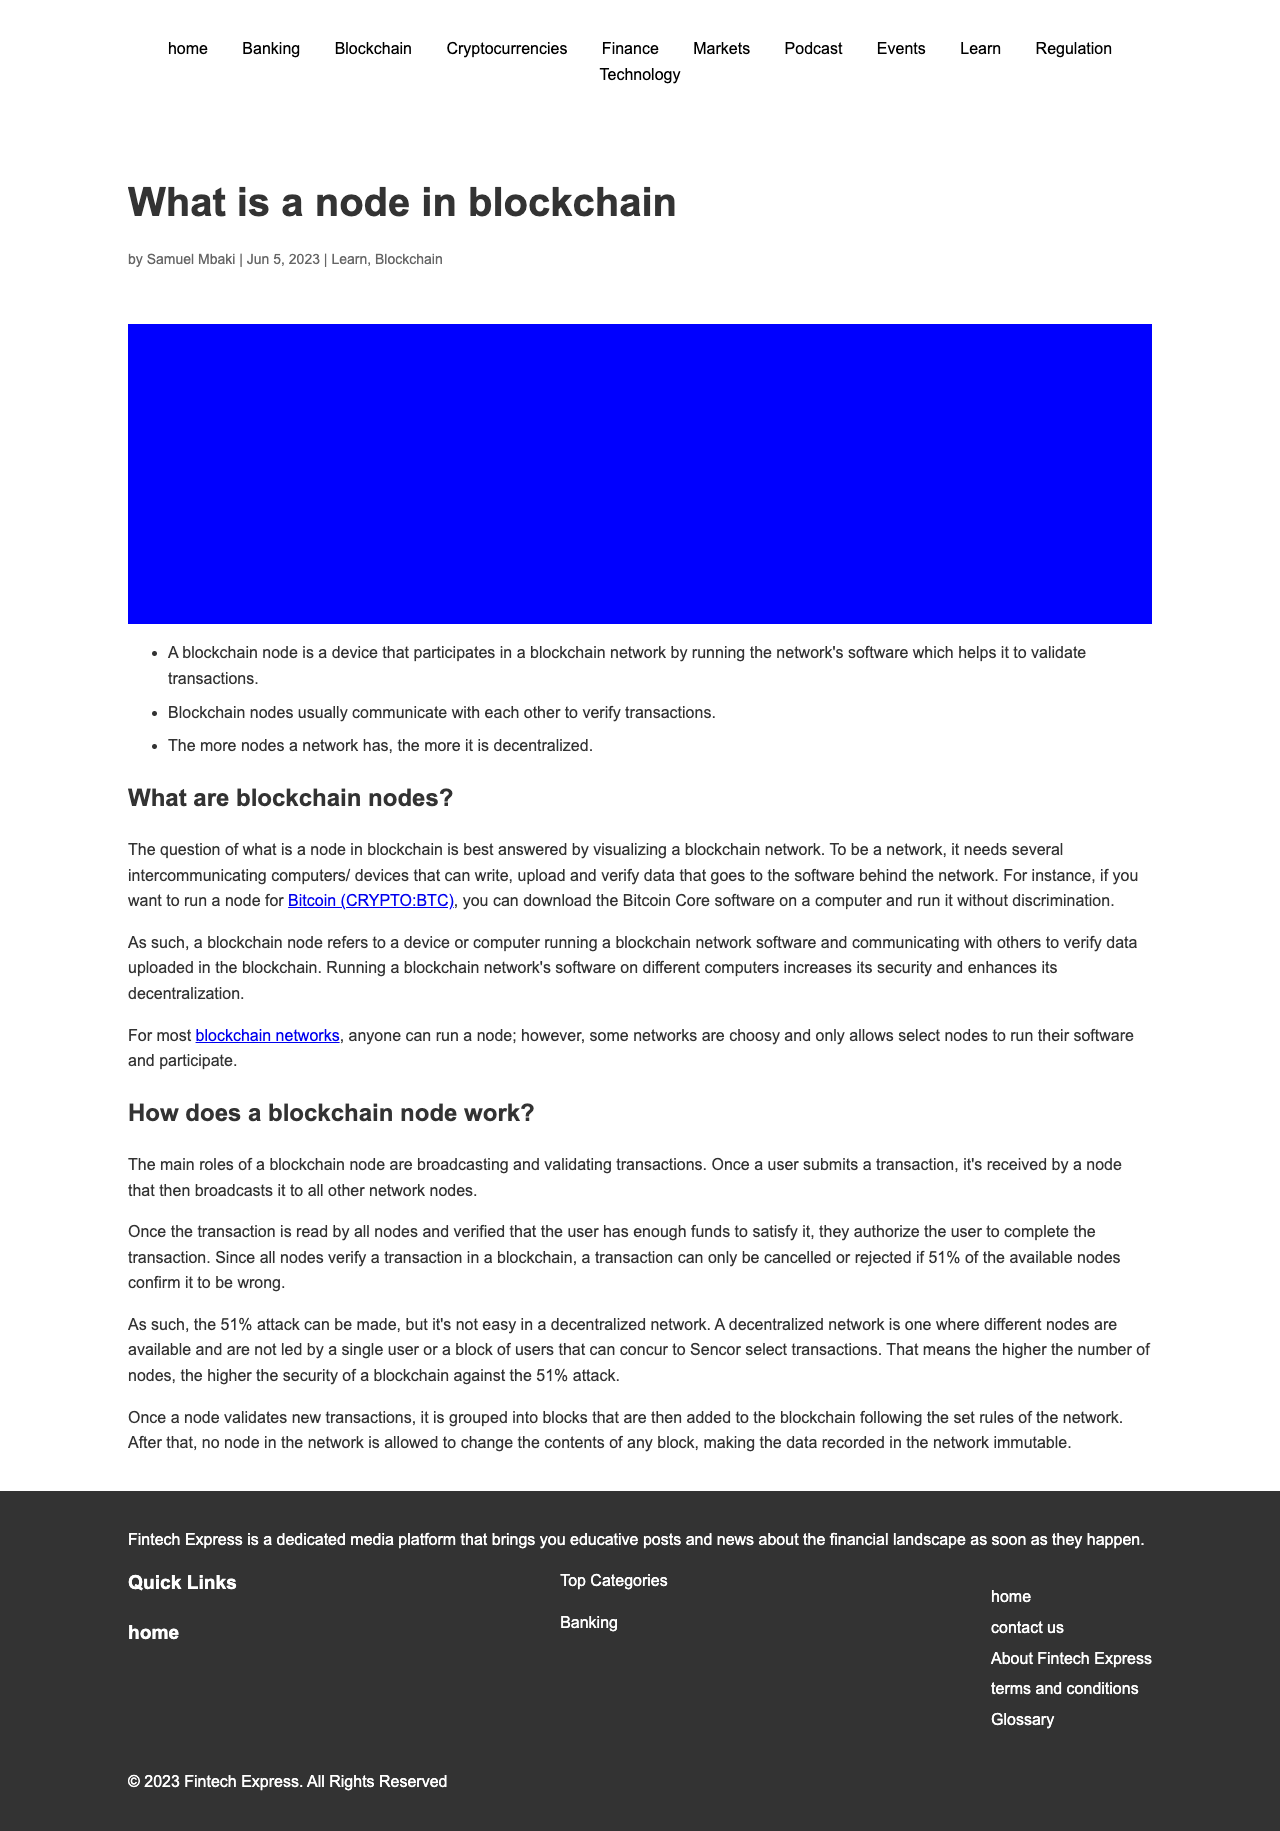 home Banking Blockchain Cryptocurrencies Finance Markets Podcast Events Learn Regulation
Technology
What is a node in blockchain
by Samuel Mbaki | Jun 5, 2023 | Learn, Blockchain
• A blockchain node is a device that participates in a blockchain network by running the network's software which helps it to validate
transactions.
• Blockchain nodes usually communicate with each other to verify transactions.
• The more nodes a network has, the more it is decentralized.
What are blockchain nodes?
The question of what is a node in blockchain is best answered by visualizing a blockchain network. To be a network, it needs several
intercommunicating computers/ devices that can write, upload and verify data that goes to the software behind the network. For instance, if you
want to run a node for Bitcoin (CRYPTO:BTC), you can download the Bitcoin Core software on a computer and run it without discrimination.
As such, a blockchain node refers to a device or computer running a blockchain network software and communicating with others to verify data
uploaded in the blockchain. Running a blockchain network's software on different computers increases its security and enhances its
decentralization.
For most blockchain networks, anyone can run a node; however, some networks are choosy and only allows select nodes to run their software
and participate.
How does a blockchain node work?
The main roles of a blockchain node are broadcasting and validating transactions. Once a user submits a transaction, it's received by a node
that then broadcasts it to all other network nodes.
Once the transaction is read by all nodes and verified that the user has enough funds to satisfy it, they authorize the user to complete the
transaction. Since all nodes verify a transaction in a blockchain, a transaction can only be cancelled or rejected if 51% of the available nodes
confirm it to be wrong.
As such, the 51% attack can be made, but it's not easy in a decentralized network. A decentralized network is one where different nodes are
available and are not led by a single user or a block of users that can concur to Sencor select transactions. That means the higher the number of
nodes, the higher the security of a blockchain against the 51% attack.
Once a node validates new transactions, it is grouped into blocks that are then added to the blockchain following the set rules of the network.
After that, no node in the network is allowed to change the contents of any block, making the data recorded in the network immutable.
Fintech Express is a dedicated media platform that brings you educative posts and news about the financial landscape as soon as they happen.
Quick Links
home
Top Categories
Banking
home
contact us
About Fintech Express
terms and conditions
Glossary
© 2023 Fintech Express. All Rights Reserved